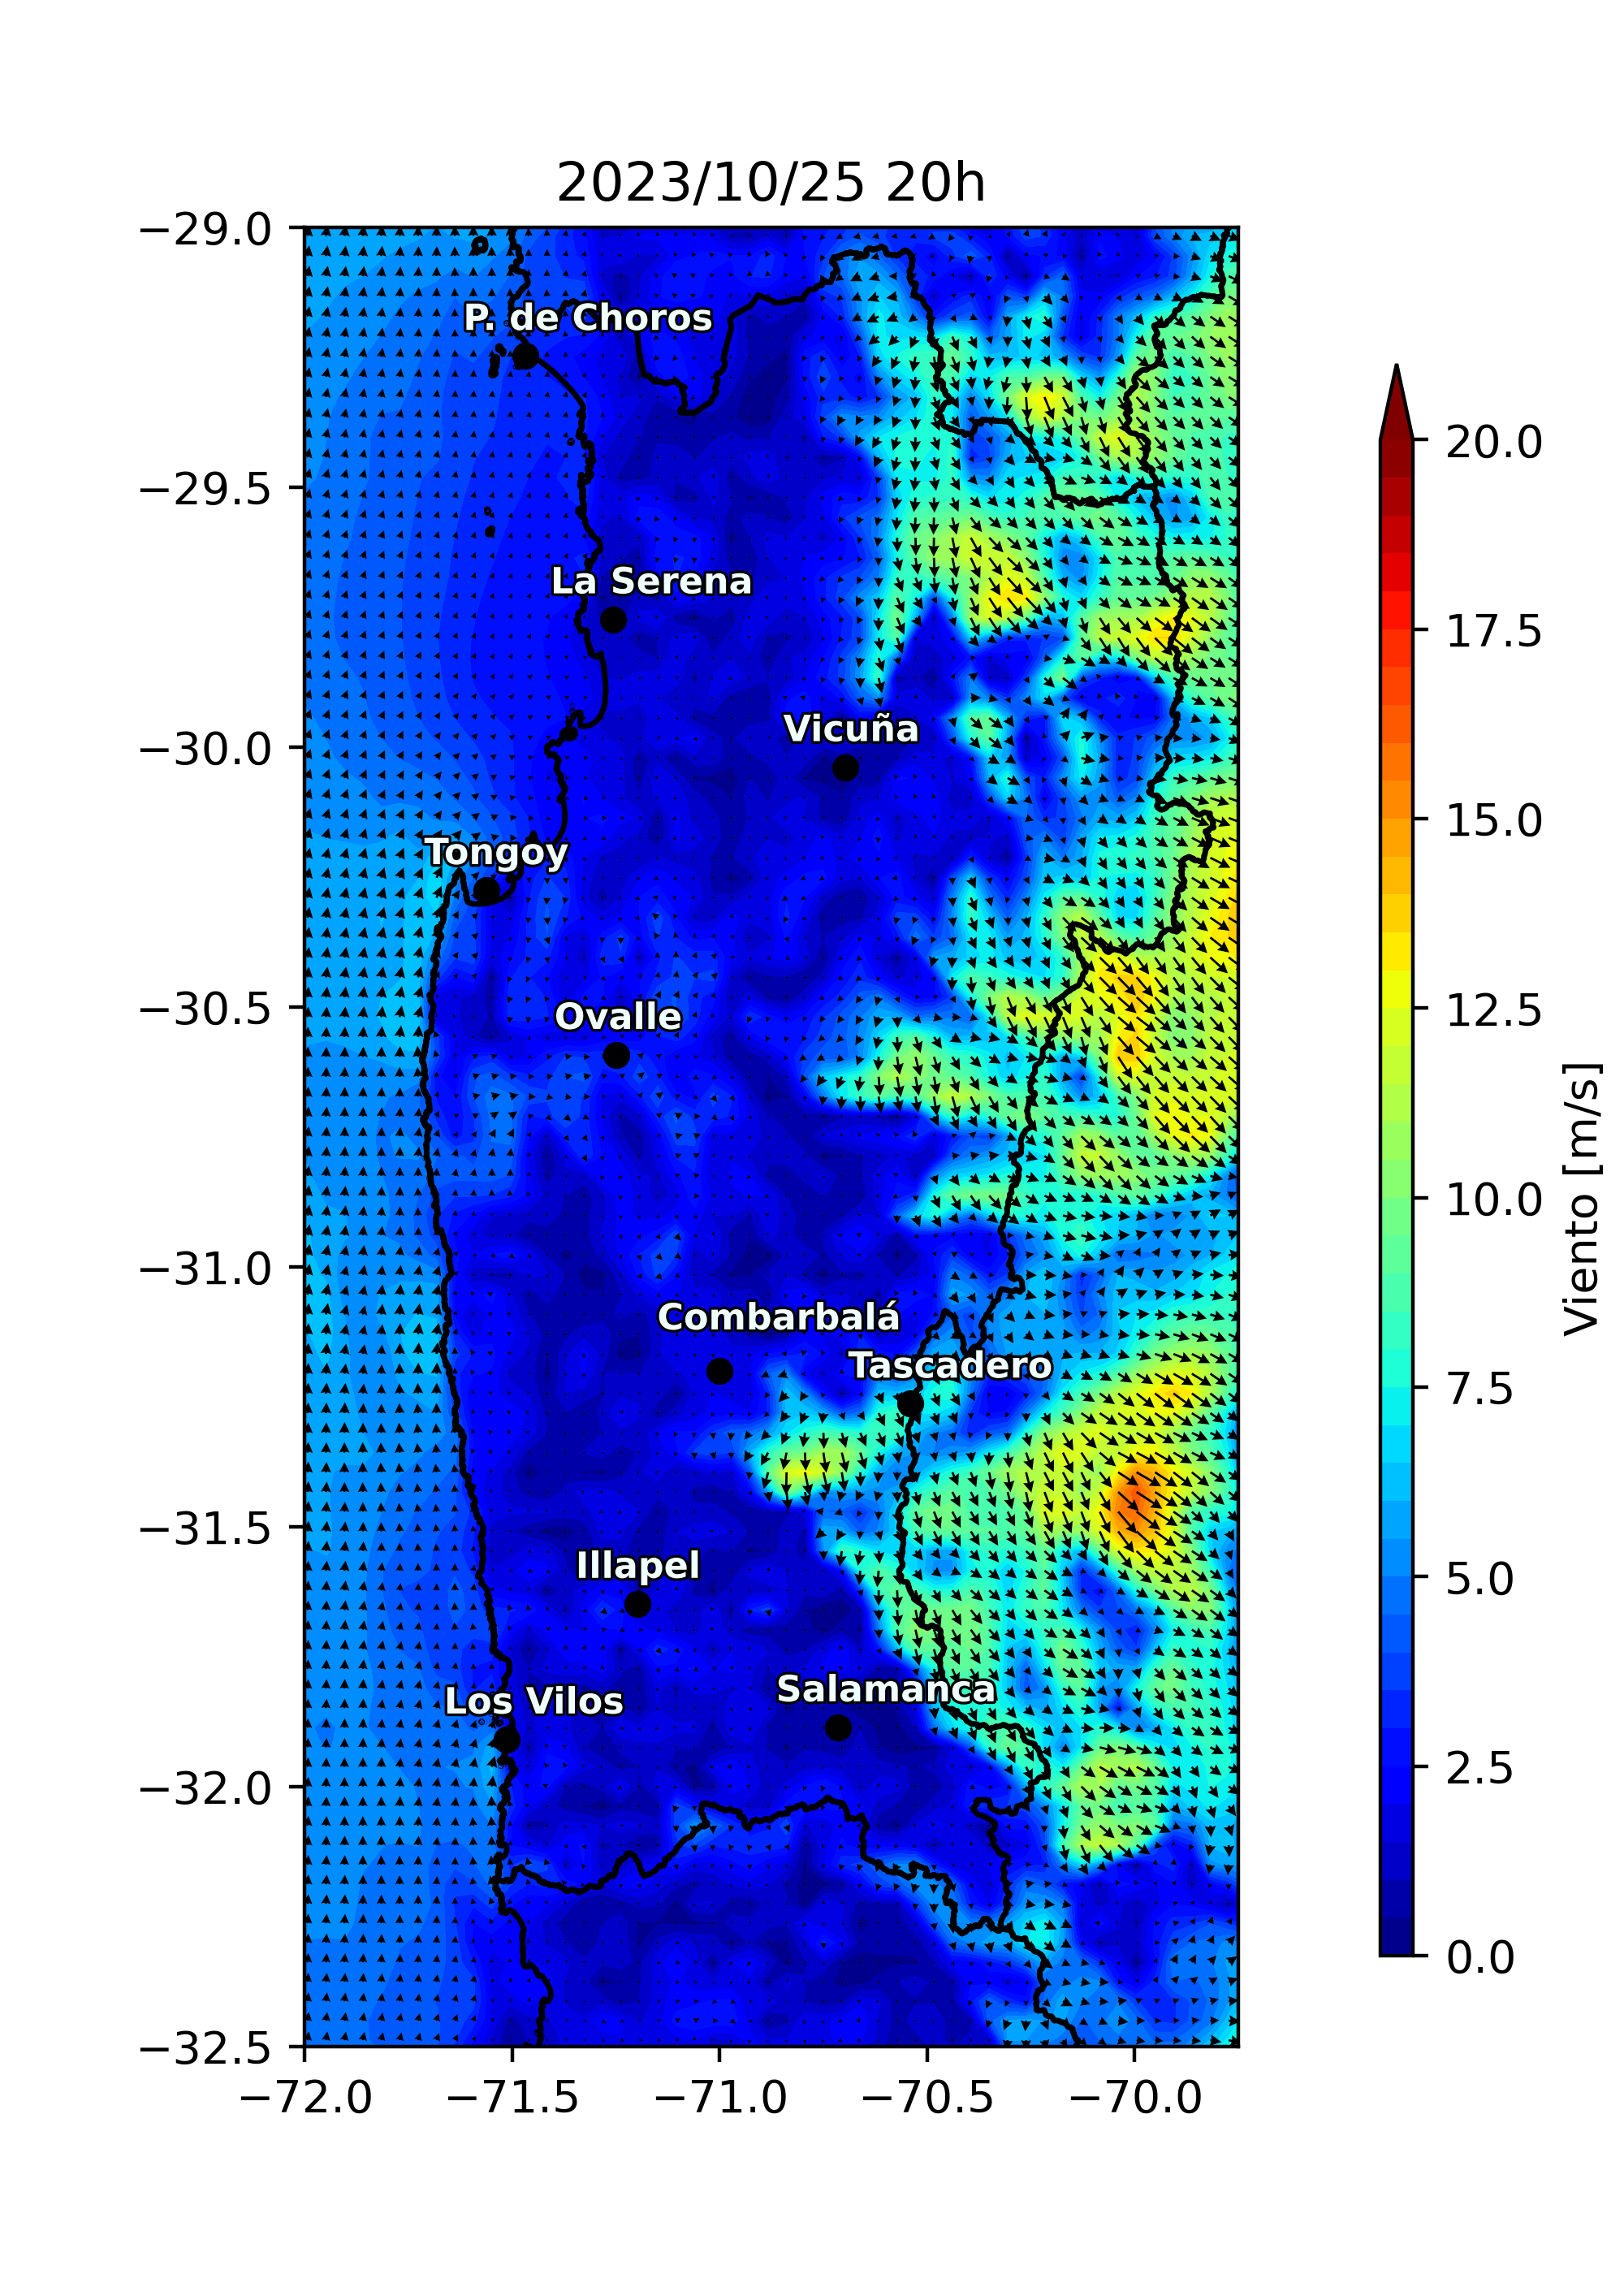 2023/10/25 20h
−29.0
−29.5
−30.0
−30.5
−31.0
−31.5
−32.0
−32.5
−72.0
−71.5
−71.0
−70.5
−70.0
P. de Choros
La Serena
Vicuña
Tongoy
Ovalle
Combarbalá
Tascadero
Illapel
Salamanca
Los Vilos
20.0
17.5
15.0
12.5
10.0
7.5
5.0
2.5
0.0
Viento [m/s]